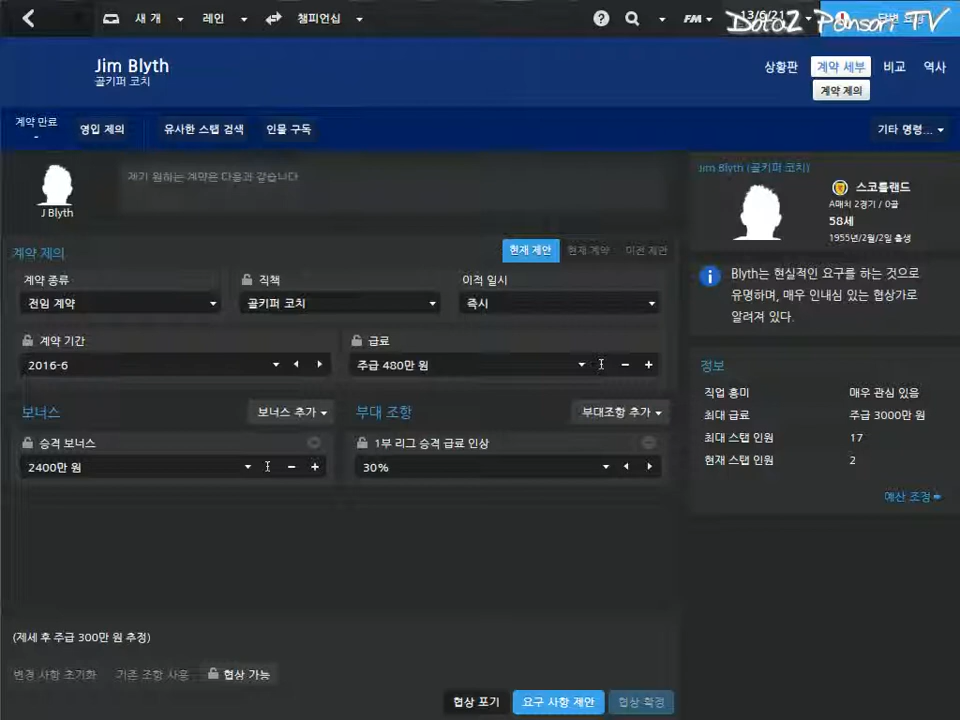 새 개
레인
챔피언십
FM
13/6/21
Dota2 Pansori TV
Jim Blyth
골키퍼 코치
상황판
계약 세부
비교
역사
계약 제의
계약 만료
-
영입 제의
유사한 스탭 검색
인물 구독
기타 명령...
J Blyth
제기 원하는 계약은 다음과 같습니다
Jim Blyth (골키퍼 코치)
스코틀랜드
A매치 2경기 / 0골
58세
1955년/2월/2일 출생
Blyth는 현실적인 요구를 하는 것으로
유명하며, 매우 인내심 있는 협상가로
알려져 있다.
계약 제의
현재 제안
현재 계약
이전 제안
계약 종류
직책
이적 일시
전임 계약
골키퍼 코치
즉시
계약 기간
급료
2016-6
주급 480만 원
보너스
보너스 추가
부대 조항
부대조항 추가
승격 보너스
1부 리그 승격 급료 인상
2400만 원
30%
정보
직업 흥미
매우 관심 있음
최대 급료
주급 3000만 원
최대 스탭 인원
17
현재 스탭 인원
2
예산 조정
(제세 후 주급 300만 원 추정)
변경 사항 초기화
기존 조항 사용
협상 가능
협상 포기
요구 사항 제안
협상 확정